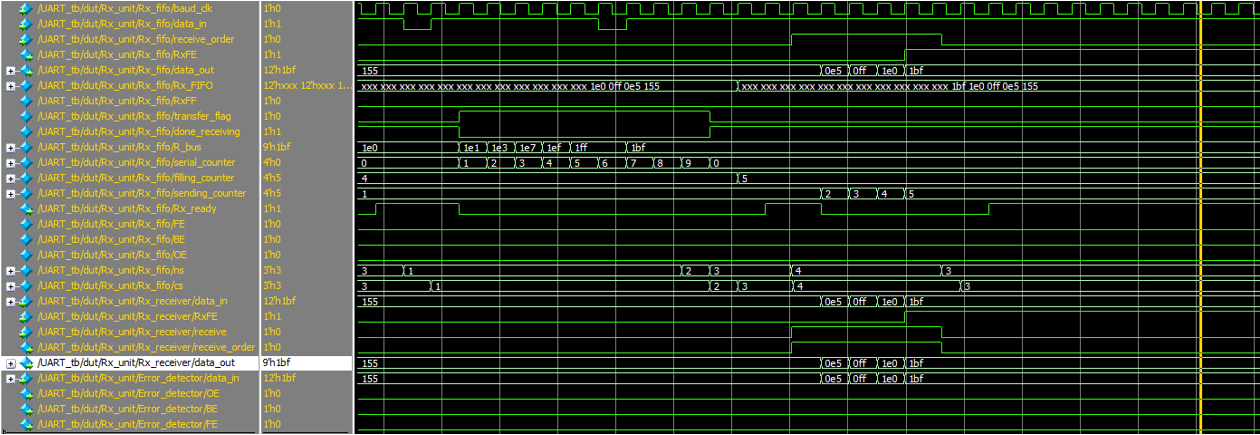 /UART_tb/dut/Rx_unit/Rx_fifo/baud_clk 1'h0
/UART_tb/dut/Rx_unit/Rx_fifo/data_in 1'h1
/UART_tb/dut/Rx_unit/Rx_fifo/receive_order 1'h0
/UART_tb/dut/Rx_unit/Rx_fifo/RxFE 1'h1
/UART_tb/dut/Rx_unit/Rx_fifo/data_out 12'h1bf 155 0e5 0ff 1e0 1bf
/UART_tb/dut/Rx_unit/Rx_fifo/Rx_FIFO 12'hxxx 12'hxxx 1... xxx xxx xxx xxx xxx xxx xxx xxx xxx xxx xxx xxx 1e0 0ff 0e5 155 xxx xxx xxx xxx xxx xxx xxx xxx xxx xxx xxx 1bf 1e0 0ff 0e5 155
/UART_tb/dut/Rx_unit/Rx_fifo/RxFF 1'h0
/UART_tb/dut/Rx_unit/Rx_fifo/transfer_flag 1'h0
/UART_tb/dut/Rx_unit/Rx_fifo/done_receiving 1'h1
/UART_tb/dut/Rx_unit/Rx_fifo/R_bus 9'h1bf 1e0 1e1 1e3 1e7 1ef 1ff 1bf
/UART_tb/dut/Rx_unit/Rx_fifo/serial_counter 4'h0 0 1 2 3 4 5 6 7 8 9 0
/UART_tb/dut/Rx_unit/Rx_fifo/filling_counter 4'h5 4 5
/UART_tb/dut/Rx_unit/Rx_fifo/sending_counter 4'h5 1 2 3 4 5
/UART_tb/dut/Rx_unit/Rx_fifo/Rx_ready 1'h1
/UART_tb/dut/Rx_unit/Rx_fifo/FE 1'h0
/UART_tb/dut/Rx_unit/Rx_fifo/BE 1'h0
/UART_tb/dut/Rx_unit/Rx_fifo/OE 1'h0
/UART_tb/dut/Rx_unit/Rx_fifo/ns 3'h3 3 1 2 3 4 3
/UART_tb/dut/Rx_unit/Rx_fifo/cs 3'h3 3 1 2 3 4 3
/UART_tb/dut/Rx_unit/Rx_receiver/data_in 12'h1bf 155 0e5 0ff 1e0 1bf
/UART_tb/dut/Rx_unit/Rx_receiver/RxFE 1'h1
/UART_tb/dut/Rx_unit/Rx_receiver/receive 1'h0
/UART_tb/dut/Rx_unit/Rx_receiver/receive_order 1'h0
/UART_tb/dut/Rx_unit/Rx_receiver/data_out 9'h1bf 155 0e5 0ff 1e0 1bf
/UART_tb/dut/Rx_unit/Error_detector/data_in 12'h1bf 155 0e5 0ff 1e0 1bf
/UART_tb/dut/Rx_unit/Error_detector/OE 1'h0
/UART_tb/dut/Rx_unit/Error_detector/BE 1'h0
/UART_tb/dut/Rx_unit/Error_detector/FE 1'h0